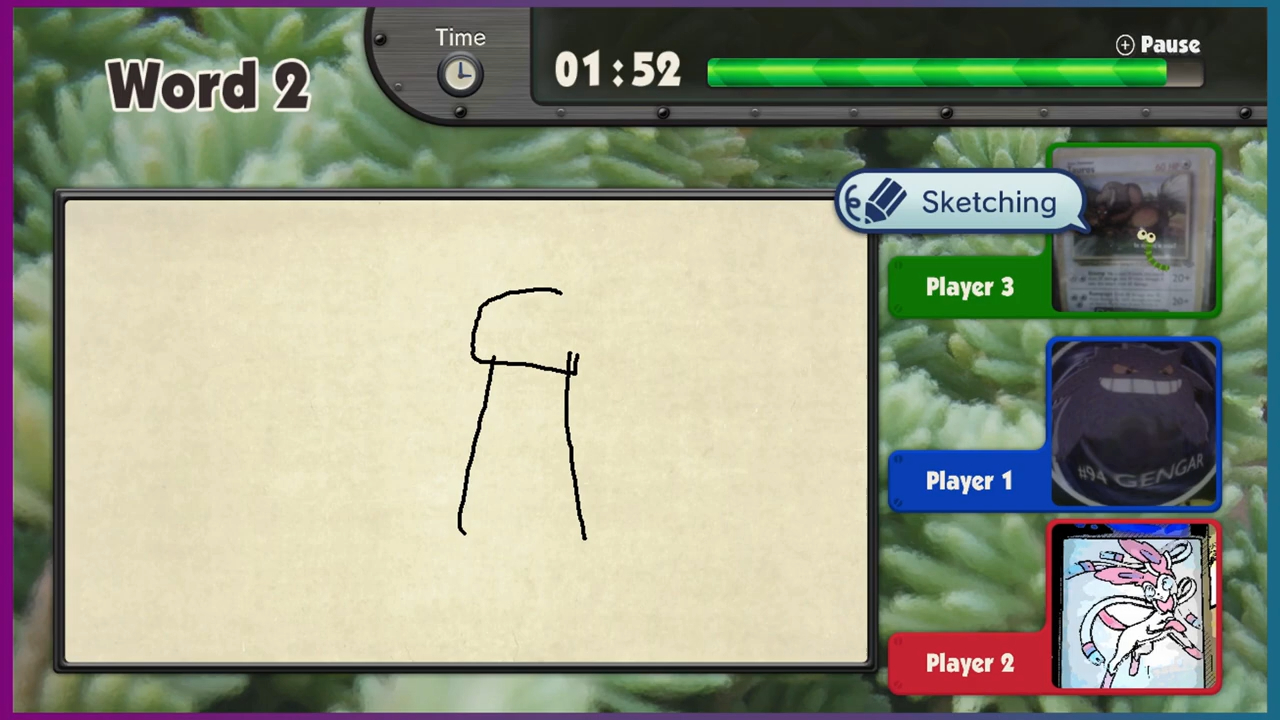 Word 2
Time
01:52
Pause
Sketching
Player 3
Player 1
#94 GENGAR
Player 2